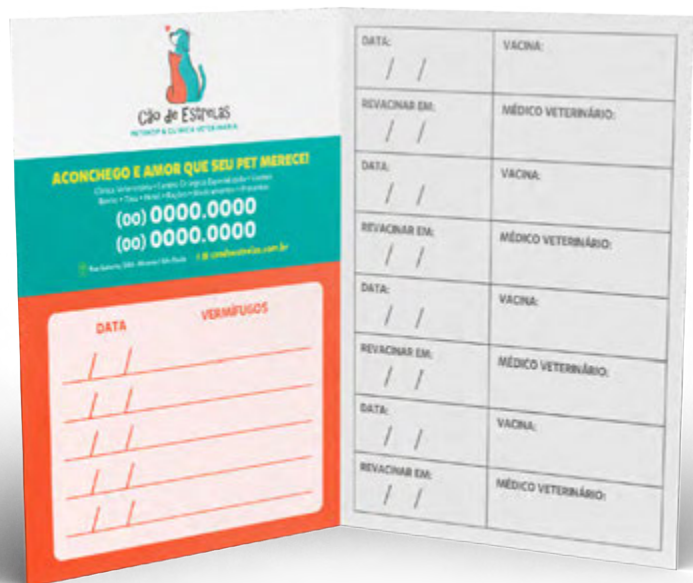 Cão de Estrelas
PETSHOP & CLÍNICA VETERINÁRIA
ACONCHEGO E AMOR QUE SEU PET MERECE!
(00) 0000.0000
(00) 0000.0000
DATA VERMÍFUGOS
/ /
/ /
/ /
/ /
/ /
DATA: VACINA:
/ /
REVACINAR EM: MÉDICO VETERINÁRIO:
/ /
DATA: VACINA:
/ /
REVACINAR EM: MÉDICO VETERINÁRIO:
/ /
DATA: VACINA:
/ /
REVACINAR EM: MÉDICO VETERINÁRIO:
/ /
DATA: VACINA:
/ /
REVACINAR EM: MÉDICO VETERINÁRIO:
/ /